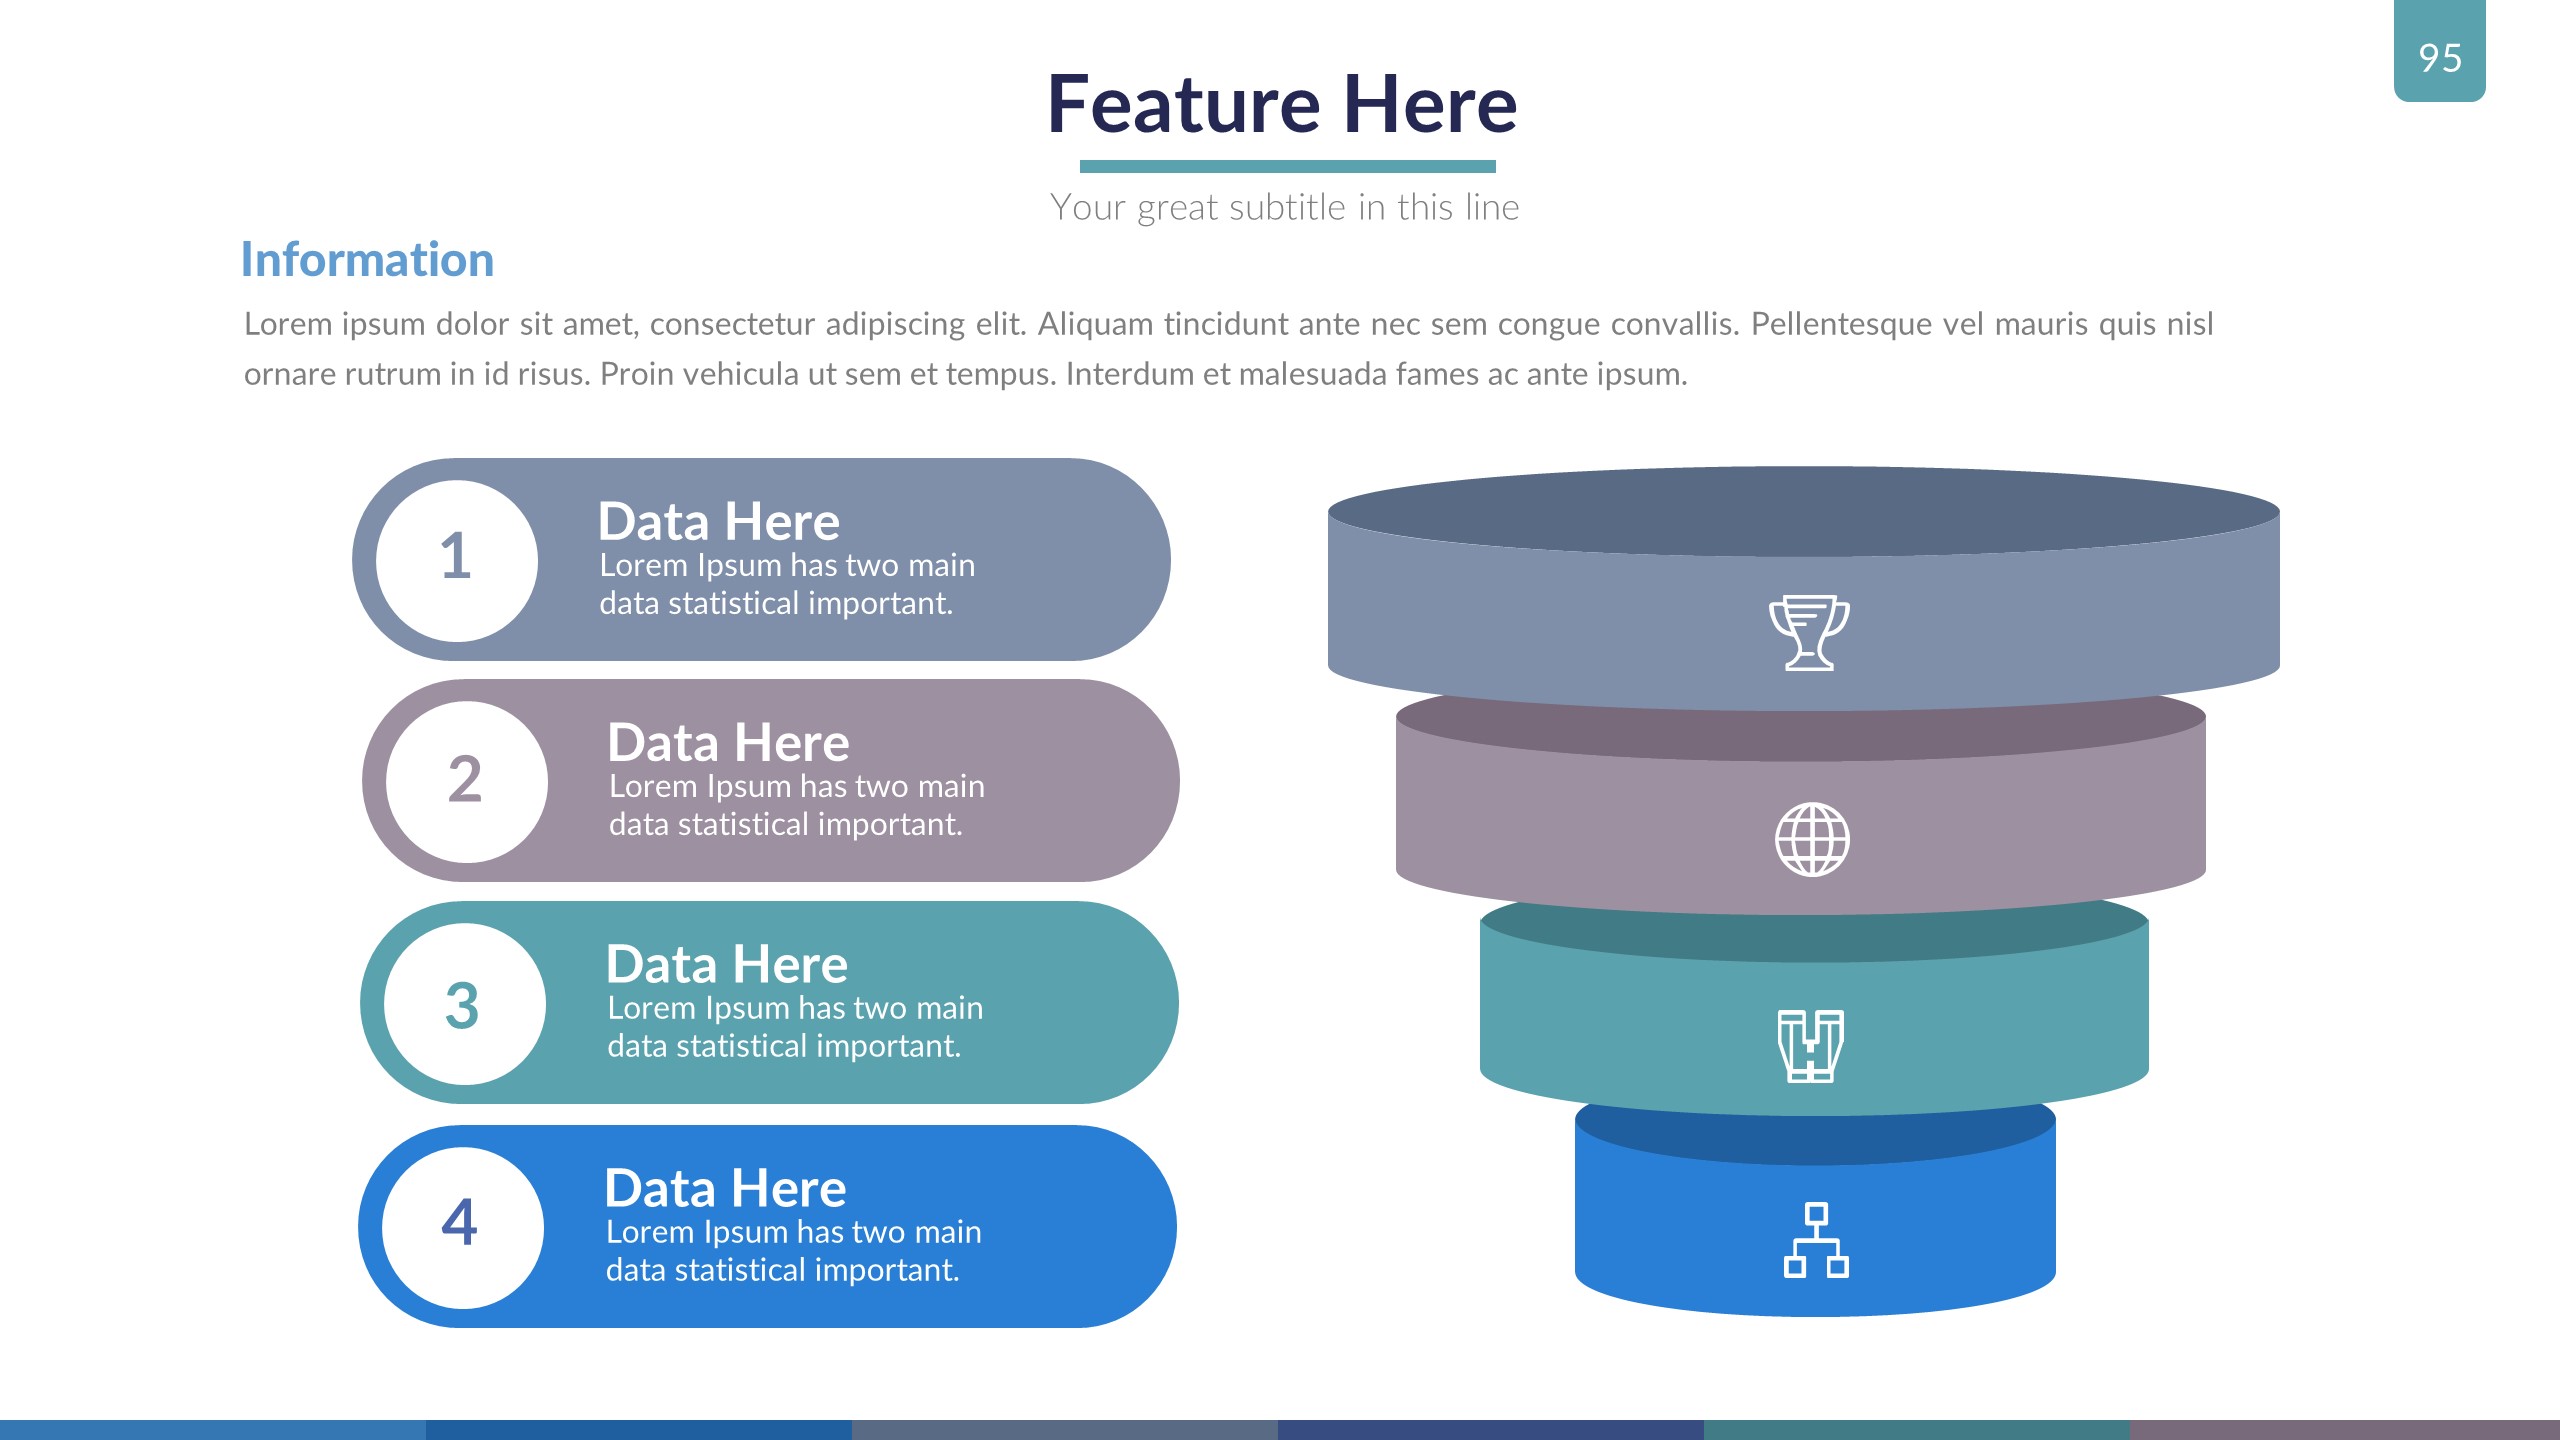 95
Feature Here
Your great subtitle in this line
Information
Lorem ipsum dolor sit amet, consectetur adipiscing elit. Aliquam tincidunt ante nec sem congue convallis. Pellentesque vel mauris quis nisl
ornare rutrum in id risus. Proin vehicula ut sem et tempus. Interdum et malesuada fames ac ante ipsum.
1
Data Here
Lorem Ipsum has two main
data statistical important.
2
Data Here
Lorem Ipsum has two main
data statistical important.
3
Data Here
Lorem Ipsum has two main
data statistical important.
4
Data Here
Lorem Ipsum has two main
data statistical important.